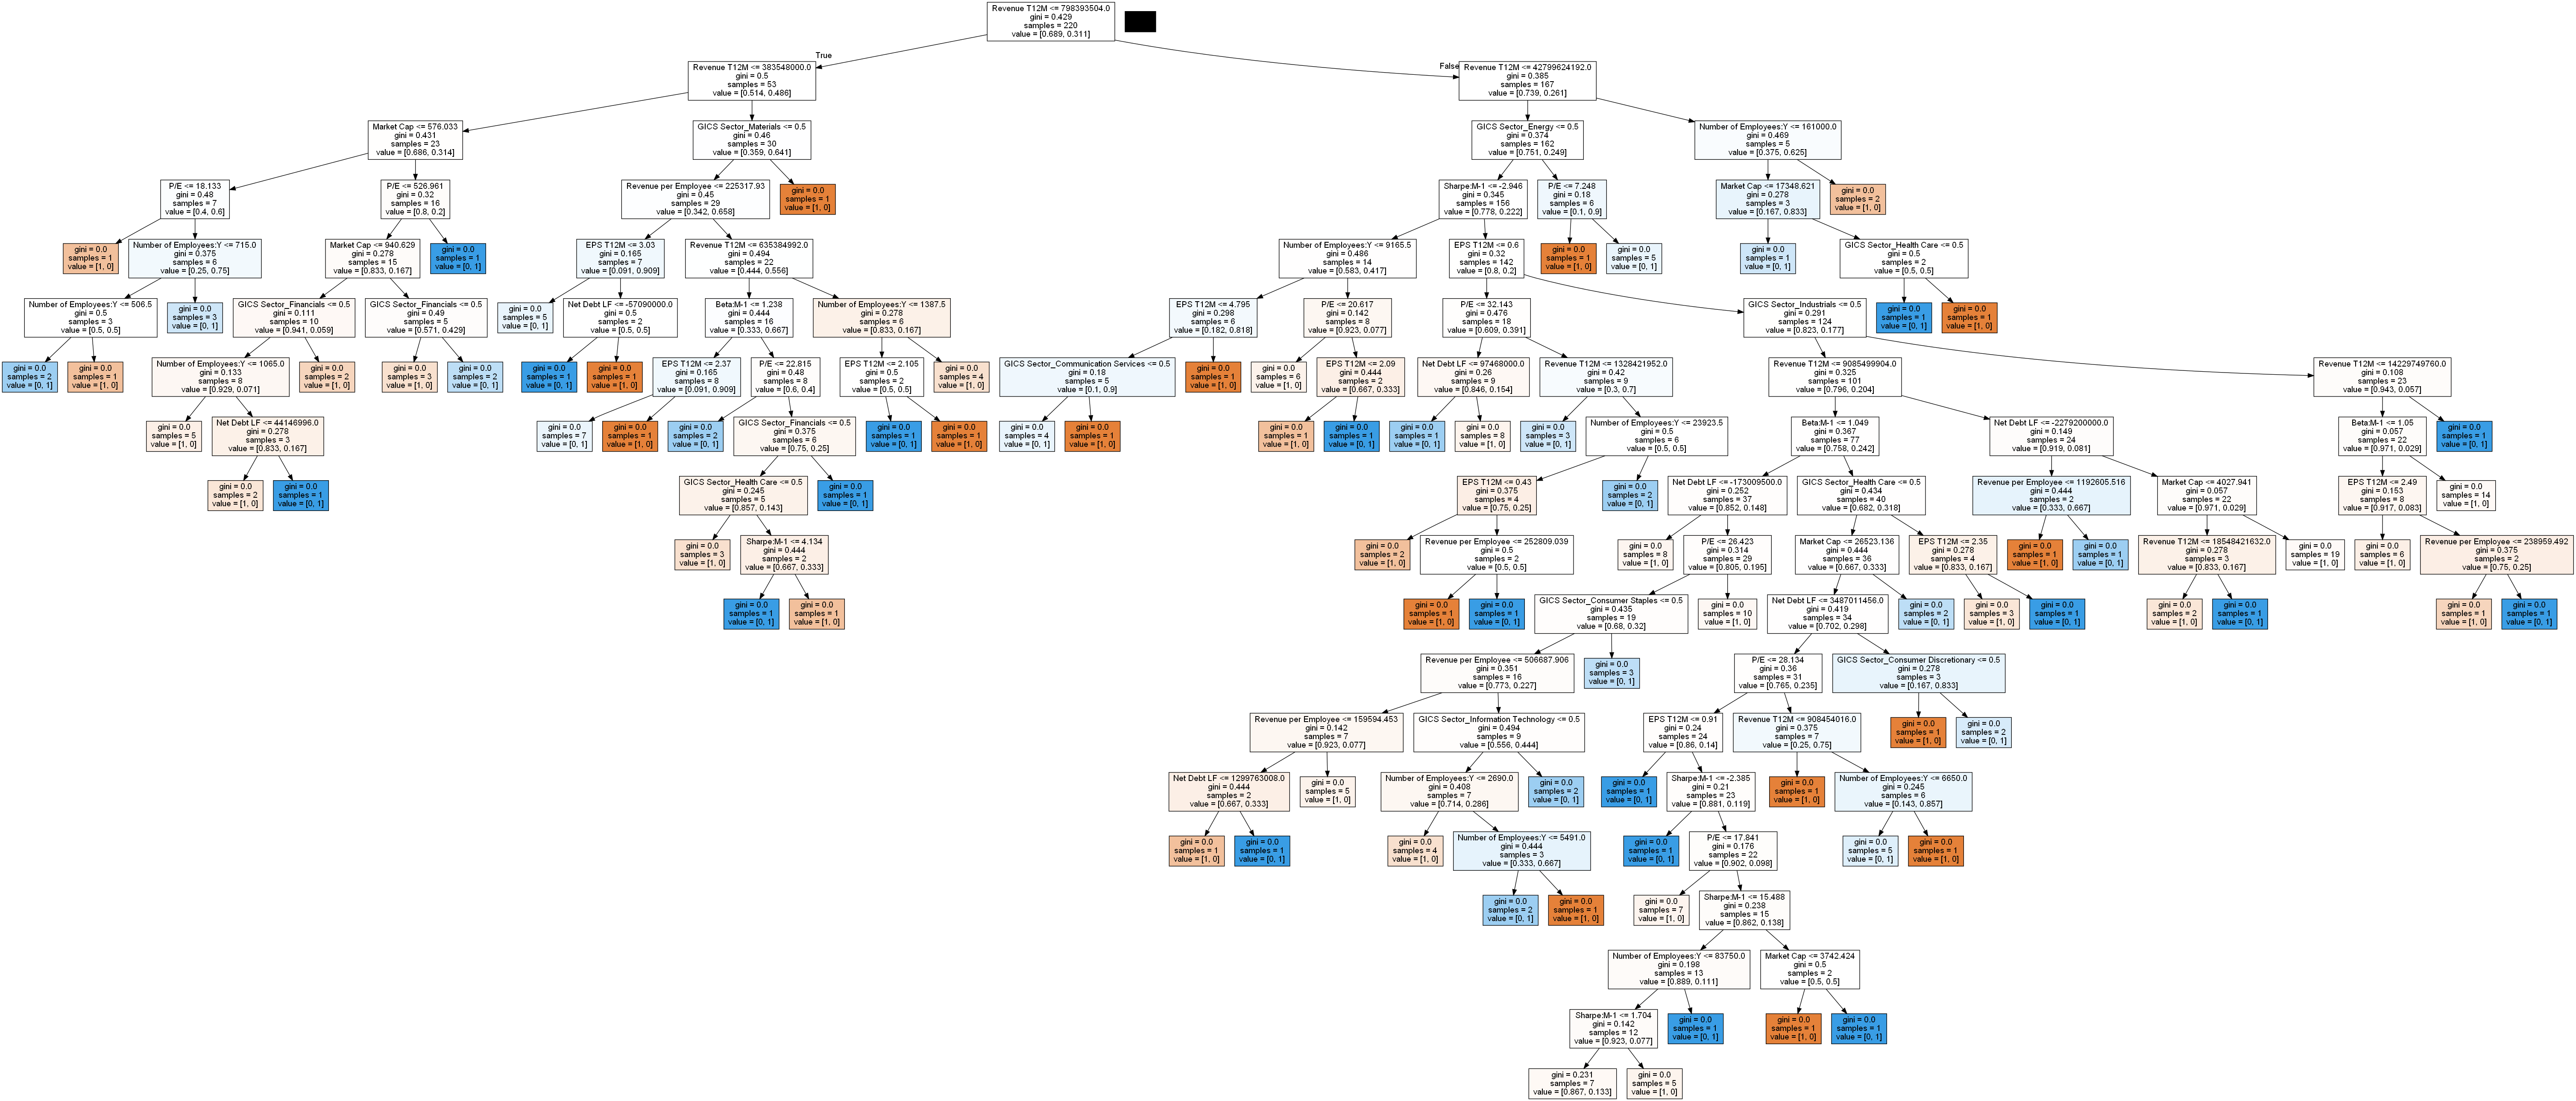 Revenue T12M <= 798393504.0
gini = 0.429
samples = 220
value = [0.689, 0.311]
True
False
Revenue T12M <= 383548000.0
gini = 0.5
samples = 53
value = [0.514, 0.486]
Revenue T12M <= 42799624192.0
gini = 0.385
samples = 167
value = [0.739, 0.261]
Market Cap <= 576.033
gini = 0.431
samples = 23
value = [0.686, 0.314]
GICS Sector_Materials <= 0.5
gini = 0.46
samples = 30
value = [0.359, 0.641]
GICS Sector_Energy <= 0.5
gini = 0.374
samples = 162
value = [0.751, 0.249]
Number of Employees:Y <= 161000.0
gini = 0.469
samples = 5
value = [0.375, 0.625]
P/E <= 18.133
gini = 0.48
samples = 7
value = [0.4, 0.6]
P/E <= 526.961
gini = 0.32
samples = 16
value = [0.8, 0.2]
Revenue per Employee <= 225317.93
gini = 0.45
samples = 29
value = [0.342, 0.658]
gini = 0.0
samples = 1
value = [1, 0]
Sharpe:M-1 <= -2.946
gini = 0.345
samples = 156
value = [0.778, 0.222]
P/E <= 7.248
gini = 0.18
samples = 6
value = [0.1, 0.9]
Market Cap <= 17348.621
gini = 0.278
samples = 3
value = [0.167, 0.833]
gini = 0.0
samples = 2
value = [1, 0]
gini = 0.0
samples = 1
value = [1, 0]
Number of Employees:Y <= 715.0
gini = 0.375
samples = 6
value = [0.25, 0.75]
Market Cap <= 940.629
gini = 0.278
samples = 15
value = [0.833, 0.167]
gini = 0.0
samples = 1
value = [0, 1]
EPS T12M <= 3.03
gini = 0.165
samples = 7
value = [0.091, 0.909]
Revenue T12M <= 635384992.0
gini = 0.494
samples = 22
value = [0.444, 0.556]
Number of Employees:Y <= 9165.5
gini = 0.486
samples = 14
value = [0.583, 0.417]
EPS T12M <= 0.6
gini = 0.32
samples = 142
value = [0.8, 0.2]
gini = 0.0
samples = 1
value = [1, 0]
gini = 0.0
samples = 5
value = [0, 1]
gini = 0.0
samples = 1
value = [0, 1]
GICS Sector_Health Care <= 0.5
gini = 0.5
samples = 2
value = [0.5, 0.5]
Number of Employees:Y <= 506.5
gini = 0.5
samples = 3
value = [0.5, 0.5]
gini = 0.0
samples = 3
value = [0, 1]
GICS Sector_Financials <= 0.5
gini = 0.111
samples = 10
value = [0.941, 0.059]
GICS Sector_Financials <= 0.5
gini = 0.49
samples = 5
value = [0.571, 0.429]
gini = 0.0
samples = 5
value = [0, 1]
Net Debt LF <= -57090000.0
gini = 0.5
samples = 2
value = [0.5, 0.5]
Beta:M-1 <= 1.238
gini = 0.444
samples = 16
value = [0.333, 0.667]
Number of Employees:Y <= 1387.5
gini = 0.278
samples = 6
value = [0.833, 0.167]
EPS T12M <= 4.795
gini = 0.298
samples = 6
value = [0.182, 0.818]
P/E <= 20.617
gini = 0.142
samples = 8
value = [0.923, 0.077]
P/E <= 32.143
gini = 0.476
samples = 18
value = [0.609, 0.391]
GICS Sector_Industrials <= 0.5
gini = 0.291
samples = 124
value = [0.823, 0.177]
gini = 0.0
samples = 1
value = [0, 1]
gini = 0.0
samples = 1
value = [1, 0]
gini = 0.0
samples = 2
value = [0, 1]
gini = 0.0
samples = 1
value = [1, 0]
Number of Employees:Y <= 1065.0
gini = 0.133
samples = 8
value = [0.929, 0.071]
gini = 0.0
samples = 2
value = [1, 0]
gini = 0.0
samples = 3
value = [1, 0]
gini = 0.0
samples = 2
value = [0, 1]
gini = 0.0
samples = 1
value = [0, 1]
gini = 0.0
samples = 1
value = [1, 0]
EPS T12M <= 2.37
gini = 0.165
samples = 8
value = [0.091, 0.909]
P/E <= 22.815
gini = 0.48
samples = 8
value = [0.6, 0.4]
EPS T12M <= 2.105
gini = 0.5
samples = 2
value = [0.5, 0.5]
gini = 0.0
samples = 4
value = [1, 0]
GICS Sector_Communication Services <= 0.5
gini = 0.18
samples = 5
value = [0.1, 0.9]
gini = 0.0
samples = 1
value = [1, 0]
gini = 0.0
samples = 6
value = [1, 0]
EPS T12M <= 2.09
gini = 0.444
samples = 2
value = [0.667, 0.333]
Net Debt LF <= 97468000.0
gini = 0.26
samples = 9
value = [0.846, 0.154]
Revenue T12M <= 1328421952.0
gini = 0.42
samples = 9
value = [0.3, 0.7]
Revenue T12M <= 9085499904.0
gini = 0.325
samples = 101
value = [0.796, 0.204]
Revenue T12M <= 14229749760.0
gini = 0.108
samples = 23
value = [0.943, 0.057]
gini = 0.0
samples = 5
value = [1, 0]
Net Debt LF <= 44146996.0
gini = 0.278
samples = 3
value = [0.833, 0.167]
gini = 0.0
samples = 7
value = [0, 1]
gini = 0.0
samples = 1
value = [1, 0]
gini = 0.0
samples = 2
value = [0, 1]
GICS Sector_Financials <= 0.5
gini = 0.375
samples = 6
value = [0.75, 0.25]
gini = 0.0
samples = 1
value = [0, 1]
gini = 0.0
samples = 1
value = [1, 0]
gini = 0.0
samples = 4
value = [0, 1]
gini = 0.0
samples = 1
value = [1, 0]
gini = 0.0
samples = 1
value = [1, 0]
gini = 0.0
samples = 1
value = [0, 1]
gini = 0.0
samples = 1
value = [0, 1]
gini = 0.0
samples = 8
value = [1, 0]
gini = 0.0
samples = 3
value = [0, 1]
Number of Employees:Y <= 23923.5
gini = 0.5
samples = 6
value = [0.5, 0.5]
Beta:M-1 <= 1.049
gini = 0.367
samples = 77
value = [0.758, 0.242]
Net Debt LF <= -2279200000.0
gini = 0.149
samples = 24
value = [0.919, 0.081]
Beta:M-1 <= 1.05
gini = 0.057
samples = 22
value = [0.971, 0.029]
gini = 0.0
samples = 1
value = [0, 1]
gini = 0.0
samples = 2
value = [1, 0]
gini = 0.0
samples = 1
value = [0, 1]
GICS Sector_Health Care <= 0.5
gini = 0.245
samples = 5
value = [0.857, 0.143]
gini = 0.0
samples = 1
value = [0, 1]
EPS T12M <= 0.43
gini = 0.375
samples = 4
value = [0.75, 0.25]
gini = 0.0
samples = 2
value = [0, 1]
Net Debt LF <= -173009500.0
gini = 0.252
samples = 37
value = [0.852, 0.148]
GICS Sector_Health Care <= 0.5
gini = 0.434
samples = 40
value = [0.682, 0.318]
Revenue per Employee <= 1192605.516
gini = 0.444
samples = 2
value = [0.333, 0.667]
Market Cap <= 4027.941
gini = 0.057
samples = 22
value = [0.971, 0.029]
EPS T12M <= 2.49
gini = 0.153
samples = 8
value = [0.917, 0.083]
gini = 0.0
samples = 14
value = [1, 0]
gini = 0.0
samples = 3
value = [1, 0]
Sharpe:M-1 <= 4.134
gini = 0.444
samples = 2
value = [0.667, 0.333]
gini = 0.0
samples = 2
value = [1, 0]
Revenue per Employee <= 252809.039
gini = 0.5
samples = 2
value = [0.5, 0.5]
gini = 0.0
samples = 8
value = [1, 0]
P/E <= 26.423
gini = 0.314
samples = 29
value = [0.805, 0.195]
Market Cap <= 26523.136
gini = 0.444
samples = 36
value = [0.667, 0.333]
EPS T12M <= 2.35
gini = 0.278
samples = 4
value = [0.833, 0.167]
gini = 0.0
samples = 1
value = [1, 0]
gini = 0.0
samples = 1
value = [0, 1]
Revenue T12M <= 18548421632.0
gini = 0.278
samples = 3
value = [0.833, 0.167]
gini = 0.0
samples = 19
value = [1, 0]
gini = 0.0
samples = 6
value = [1, 0]
Revenue per Employee <= 238959.492
gini = 0.375
samples = 2
value = [0.75, 0.25]
gini = 0.0
samples = 1
value = [0, 1]
gini = 0.0
samples = 1
value = [1, 0]
gini = 0.0
samples = 1
value = [1, 0]
gini = 0.0
samples = 1
value = [0, 1]
GICS Sector_Consumer Staples <= 0.5
gini = 0.435
samples = 19
value = [0.68, 0.32]
gini = 0.0
samples = 10
value = [1, 0]
Net Debt LF <= 3487011456.0
gini = 0.419
samples = 34
value = [0.702, 0.298]
gini = 0.0
samples = 2
value = [0, 1]
gini = 0.0
samples = 3
value = [1, 0]
gini = 0.0
samples = 1
value = [0, 1]
gini = 0.0
samples = 2
value = [1, 0]
gini = 0.0
samples = 1
value = [0, 1]
gini = 0.0
samples = 1
value = [1, 0]
gini = 0.0
samples = 1
value = [0, 1]
Revenue per Employee <= 506687.906
gini = 0.351
samples = 16
value = [0.773, 0.227]
gini = 0.0
samples = 3
value = [0, 1]
P/E <= 28.134
gini = 0.36
samples = 31
value = [0.765, 0.235]
GICS Sector_Consumer Discretionary <= 0.5
gini = 0.278
samples = 3
value = [0.167, 0.833]
Revenue per Employee <= 159594.453
gini = 0.142
samples = 7
value = [0.923, 0.077]
GICS Sector_Information Technology <= 0.5
gini = 0.494
samples = 9
value = [0.556, 0.444]
EPS T12M <= 0.91
gini = 0.24
samples = 24
value = [0.86, 0.14]
Revenue T12M <= 908454016.0
gini = 0.375
samples = 7
value = [0.25, 0.75]
gini = 0.0
samples = 1
value = [1, 0]
gini = 0.0
samples = 2
value = [0, 1]
Net Debt LF <= 1299763008.0
gini = 0.444
samples = 2
value = [0.667, 0.333]
gini = 0.0
samples = 5
value = [1, 0]
Number of Employees:Y <= 2690.0
gini = 0.408
samples = 7
value = [0.714, 0.286]
gini = 0.0
samples = 2
value = [0, 1]
gini = 0.0
samples = 1
value = [0, 1]
Sharpe:M-1 <= -2.385
gini = 0.21
samples = 23
value = [0.881, 0.119]
gini = 0.0
samples = 1
value = [1, 0]
Number of Employees:Y <= 6650.0
gini = 0.245
samples = 6
value = [0.143, 0.857]
gini = 0.0
samples = 1
value = [1, 0]
gini = 0.0
samples = 1
value = [0, 1]
gini = 0.0
samples = 4
value = [1, 0]
Number of Employees:Y <= 5491.0
gini = 0.444
samples = 3
value = [0.333, 0.667]
gini = 0.0
samples = 1
value = [0, 1]
P/E <= 17.841
gini = 0.176
samples = 22
value = [0.902, 0.098]
gini = 0.0
samples = 5
value = [0, 1]
gini = 0.0
samples = 1
value = [1, 0]
gini = 0.0
samples = 2
value = [0, 1]
gini = 0.0
samples = 1
value = [1, 0]
gini = 0.0
samples = 7
value = [1, 0]
Sharpe:M-1 <= 15.488
gini = 0.238
samples = 15
value = [0.862, 0.138]
Number of Employees:Y <= 83750.0
gini = 0.198
samples = 13
value = [0.889, 0.111]
Market Cap <= 3742.424
gini = 0.5
samples = 2
value = [0.5, 0.5]
Sharpe:M-1 <= 1.704
gini = 0.142
samples = 12
value = [0.923, 0.077]
gini = 0.0
samples = 1
value = [0, 1]
gini = 0.0
samples = 1
value = [1, 0]
gini = 0.0
samples = 1
value = [0, 1]
gini = 0.231
samples = 7
value = [0.867, 0.133]
gini = 0.0
samples = 5
value = [1, 0]